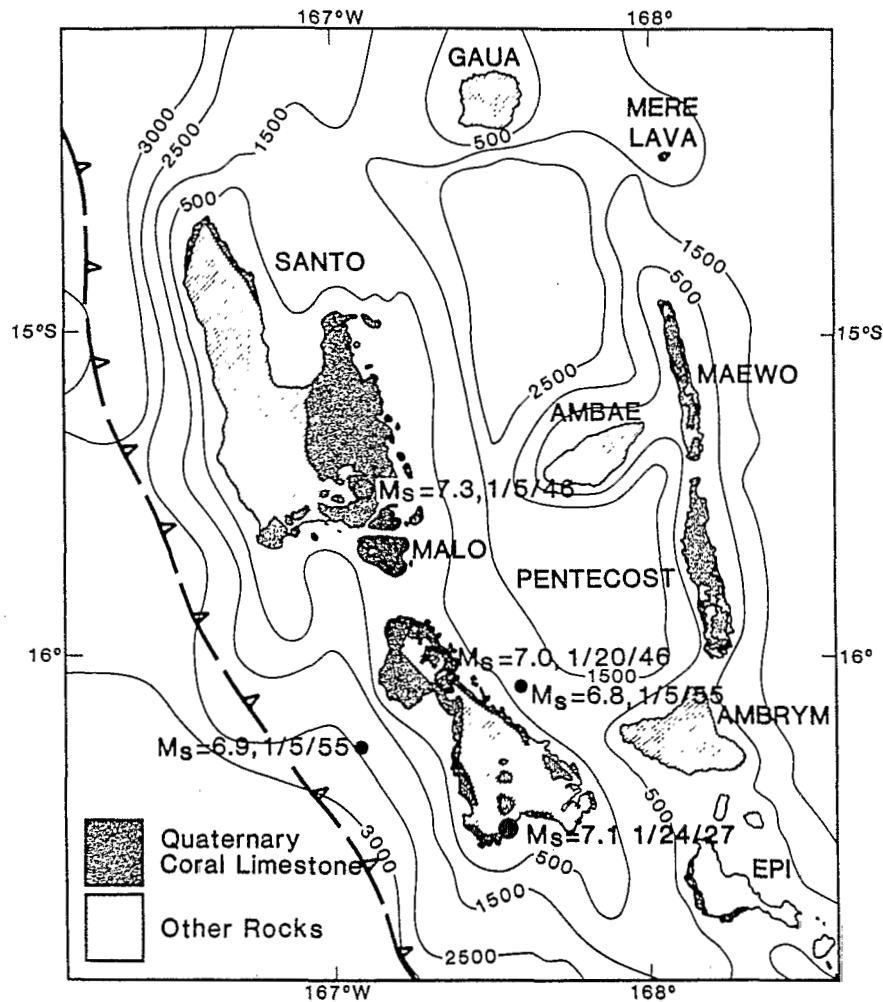 167°W
168°
GAUA
MERE
LAVA
3000
2500
1500
500
500
SANTO
1500
500
15°S
15°S
2500
MAEWO
AMBAE
Ms=7.3, 1/5/46
MALO
PENTECOST
16°
16°
Ms=7.0, 1/20/46
1500
Ms=6.8, 1/5/55
AMBRYM
Ms=6.9, 1/5/55
500
Ms=7.1 1/24/27
Quaternary
Coral Limestone
3000
500
EPI
1500
Other Rocks
2500
167°W
168°